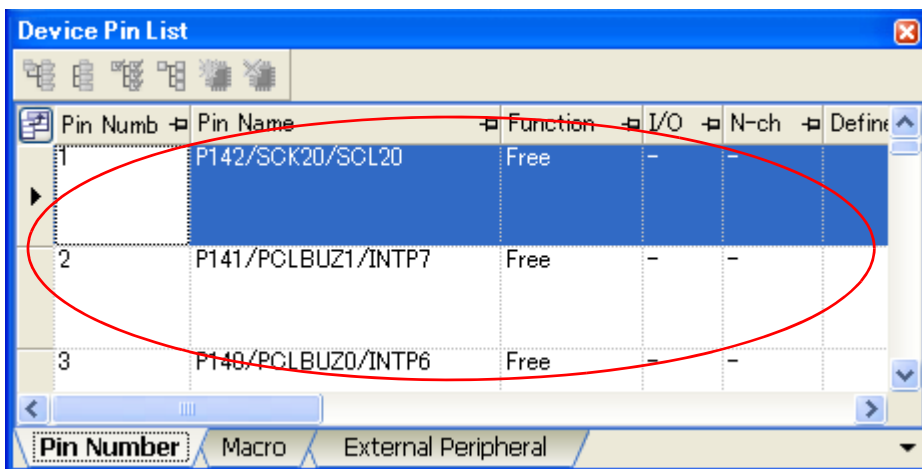 Device Pin List
Pin Numb Pin Name Function I/O N-ch Define
1 P142/SCK20/SCL20 Free - -
2 P141/PCLBUZ1/INTP7 Free - -
3 P140/PCLBUZ0/INTP6 Free - -
Pin Number Macro External Peripheral